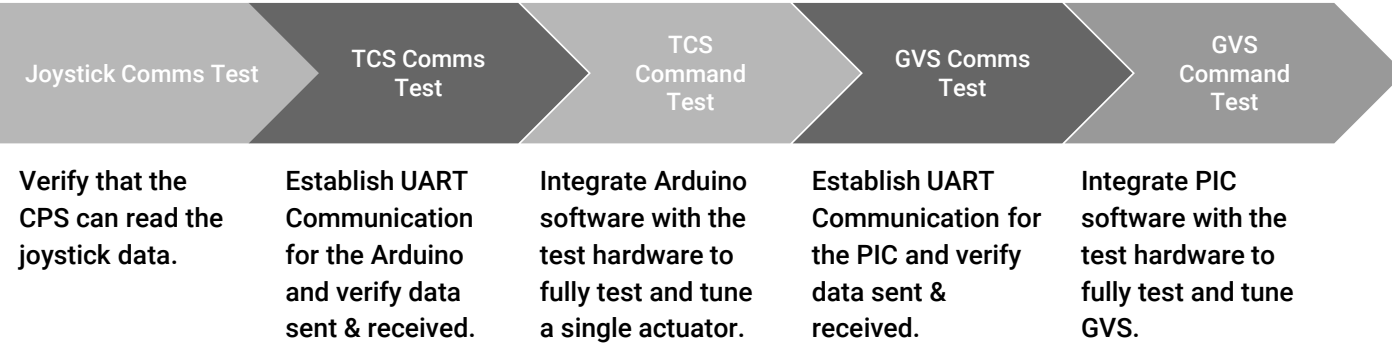 Joystick Comms Test
TCS Comms
Test
TCS
Command
Test
GVS Comms
Test
GVS
Command
Test
Verify that the
CPS can read the
joystick data.
Establish UART
Communication
for the Arduino
and verify data
sent & received.
Integrate Arduino
software with the
test hardware to
fully test and tune
a single actuator.
Establish UART
Communication for
the PIC and verify
data sent &
received.
Integrate PIC
software with the
test hardware to
fully test and tune
GVS.